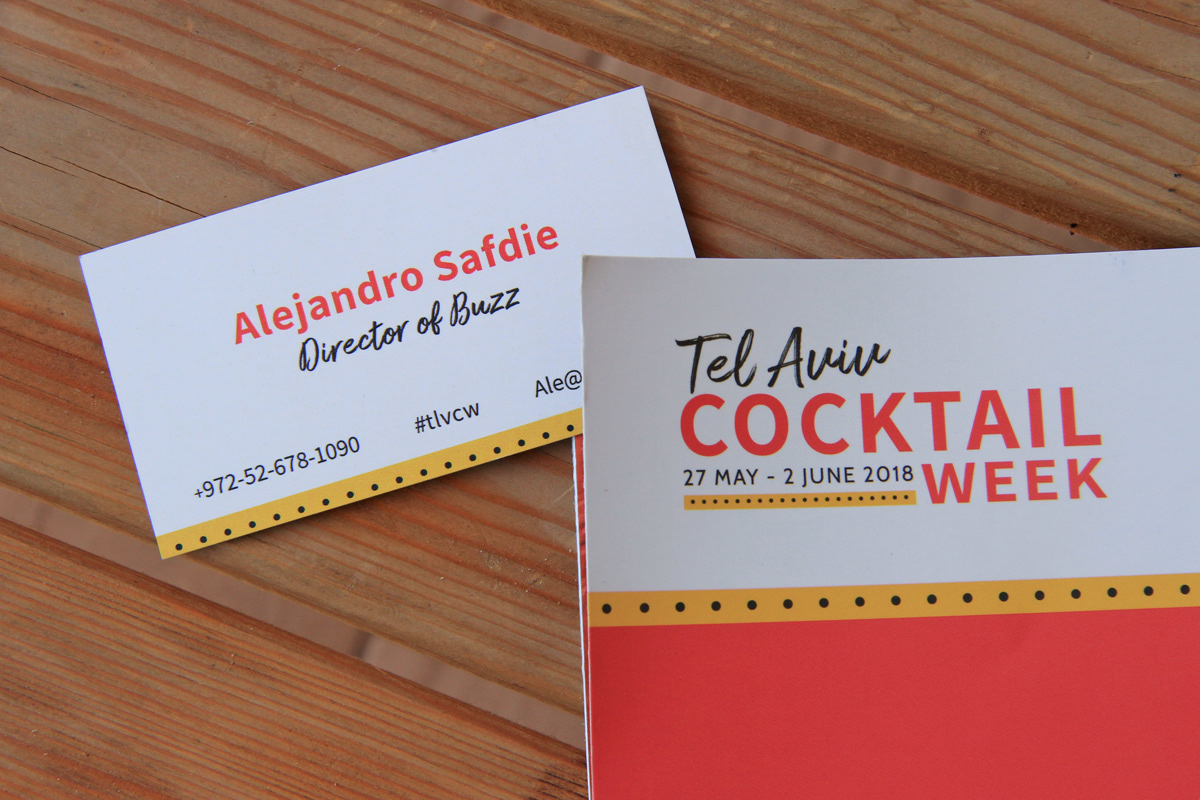 Alejandro Safdie
Director of Buzz
+972-52-678-1090 #tlvcw Ale@
Tel Aviv
COCKTAIL
27 MAY - 2 JUNE 2018 WEEK